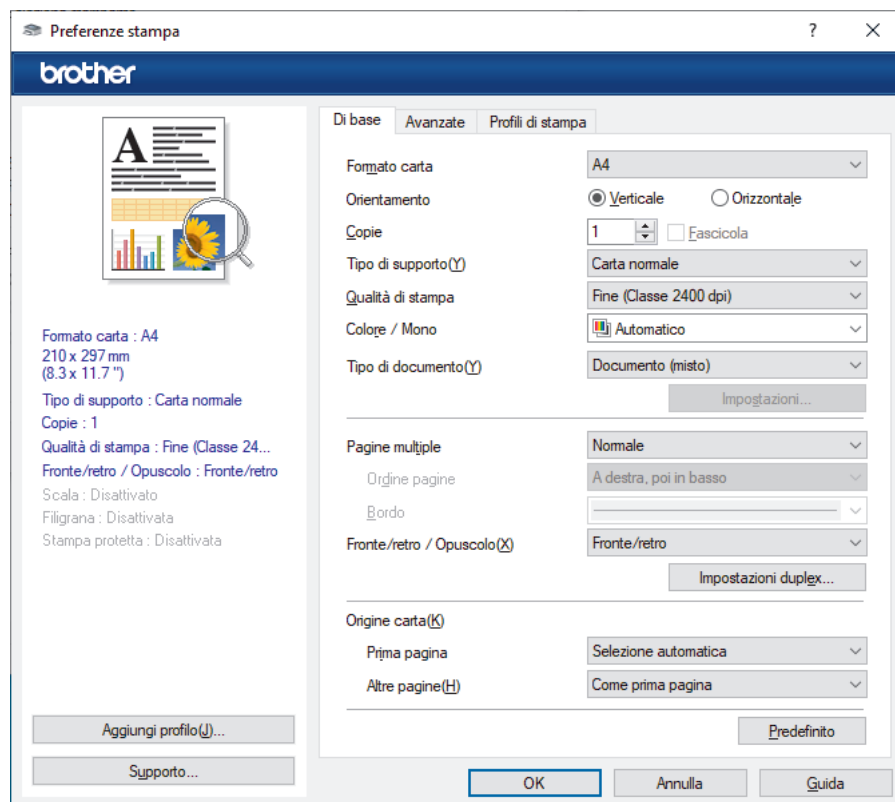 Preferenze stampa
brother
A
Formato carta : A4
210 x 297 mm
(8.3 x 11.7 ")
Tipo di supporto : Carta normale
Copie : 1
Qualità di stampa : Fine (Classe 24...
Fronte/retro / Opuscolo : Fronte/retro
Scala : Disattivato
Filigrana : Disattivata
Stampa protetta : Disattivata
Aggiungi profilo(J)...
Supporto...
Di base Avanzate Profili di stampa
Formato carta A4
Orientamento Verticale Orizzontale
Copie 1 Fascicola
Tipo di supporto(Y) Carta normale
Qualità di stampa Fine (Classe 2400 dpi)
Colore / Mono Automatico
Tipo di documento(Y) Documento (misto)
Impostazioni...
Pagine multiple Normale
Ordine pagine A destra, poi in basso
Bordo
Fronte/retro / Opuscolo(X) Fronte/retro
Impostazioni duplex...
Origine carta(K)
Prima pagina Selezione automatica
Altre pagine(H) Come prima pagina
Predefinito
OK Annulla Guida